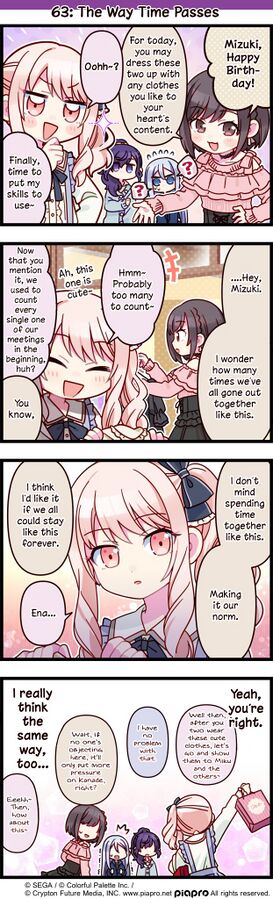 63: The Way Time Passes
Mizuki,
Happy
Birth-
day!
For today,
you may
dress these
two up with
any clothes
you like to
your
heart's
content.
Oohh~?
?
?
Finally,
time to
put my
skills to
use~
....Hey,
Mizuki.
I wonder
how many
times we've
all gone out
together
like this.
Hmm~
Probably
too many
to count~
Ah, this
one is
cute~
Now that
you mention
it, we
used to
count
every single
one of our
meetings
in the
beginning,
huh?
You
know,
I don't
mind
spending
time
together
like this.
Making
it our
norm.
I think
I'd like it
if we all
could stay
like this
forever.
Ena...
Yeah,
you're
right.
I really
think
the
same
way,
too...
Well then, after
you two wear
these cute
clothes, let's go
and show
them to Miku
and the
others~
I have
no
problem with
that
Wait, if
no one's
objecting
here, it'll
only put more
pressure
on Kanade,
right?
Eeehh~
Then,
how
about
this~
© SEGA / © Colorful Palette Inc. /
© Crypton Future Media, INC. www.piapro.net piapro All rights reserved.